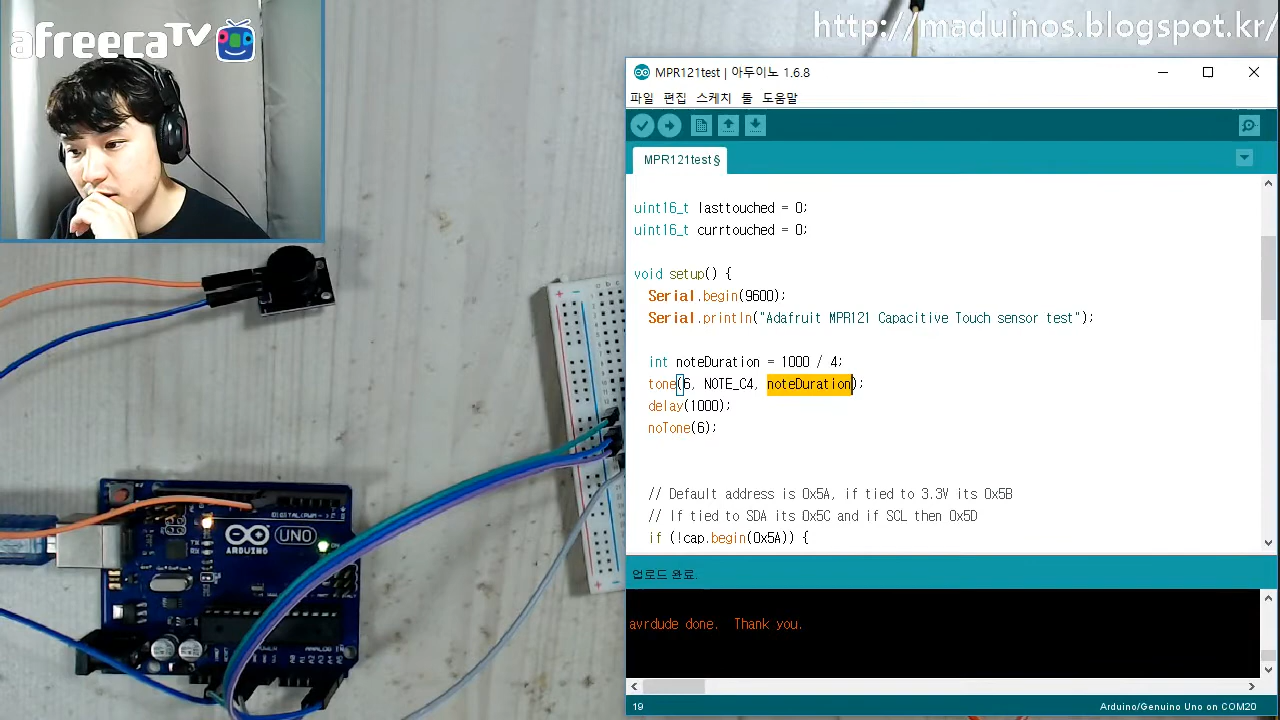 afreecaTV
http://maduinos.blogspot.kr/
MPR121test | 아두이노 1.6.8
파일 편집 스케치 툴 도움말
MPR121test§
uint16_t lasttouched = 0;
uint16_t currtouched = 0;
void setup() {
Serial.begin(9600);
Serial.println("Adafruit MPR121 Capacitive Touch sensor test");
int noteDuration = 1000 / 4;
tone(6, NOTE_C4, noteDuration);
delay(1000);
noTone(6);
// Default address is 0x5A, if tied to 3.3V its 0x5B
// If tied to SDA its 0x5C and if SCL then 0x5D
if (!cap.begin(0x5A)) {
업로드 완료.
avrdude done.  Thank you.
19
Arduino/Genuino Uno on COM20
UNO
ARDUINO